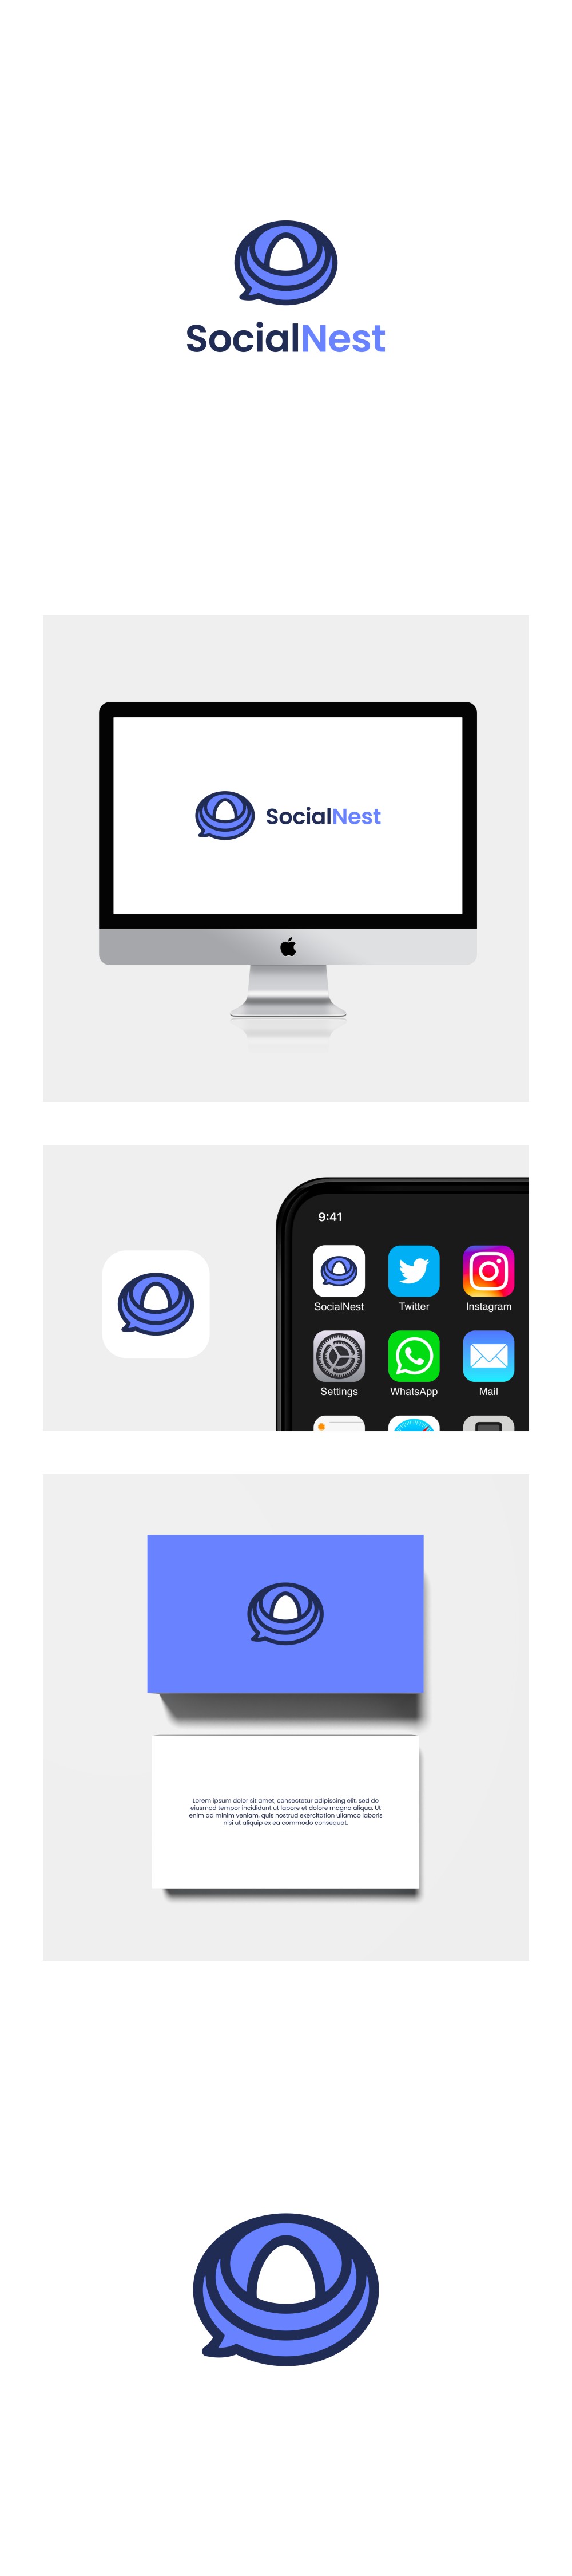 SocialNest
SocialNest
9:41
SocialNest Twitter Instagram
Settings WhatsApp Mail
Lorem ipsum dolor sit amet, consectetur adipiscing elit, sed do
eiusmod tempor incididunt ut labore et dolore magna aliqua. Ut
enim ad minim veniam, quis nostrud exercitation ullamco laboris
nisi ut aliquip ex ea commodo consequat.